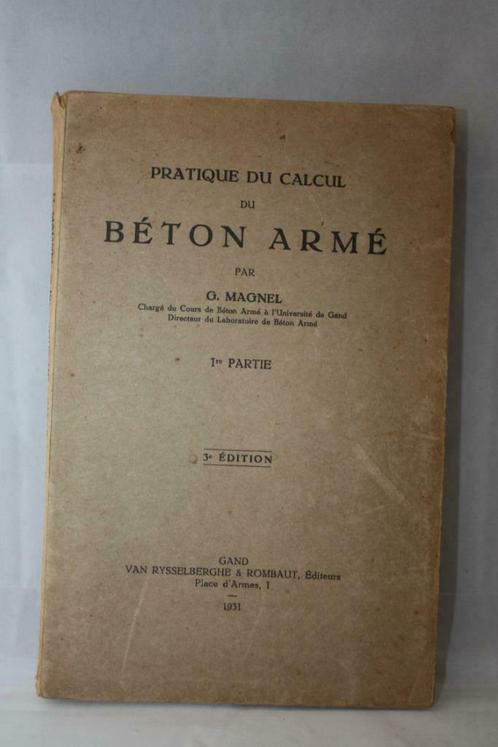 PRATIQUE DU CALCUL
DU
BÉTON ARMÉ
PAR
G. MAGNEL
Chargé du Cours de Béton Armé à l'Université de Gand
Directeur du Laboratoire de Béton Armé
1re PARTIE
3e ÉDITION
GAND
VAN RYSSELBERGHE & ROMBAUT, Éditeurs
Place d'Armes, 1
1931